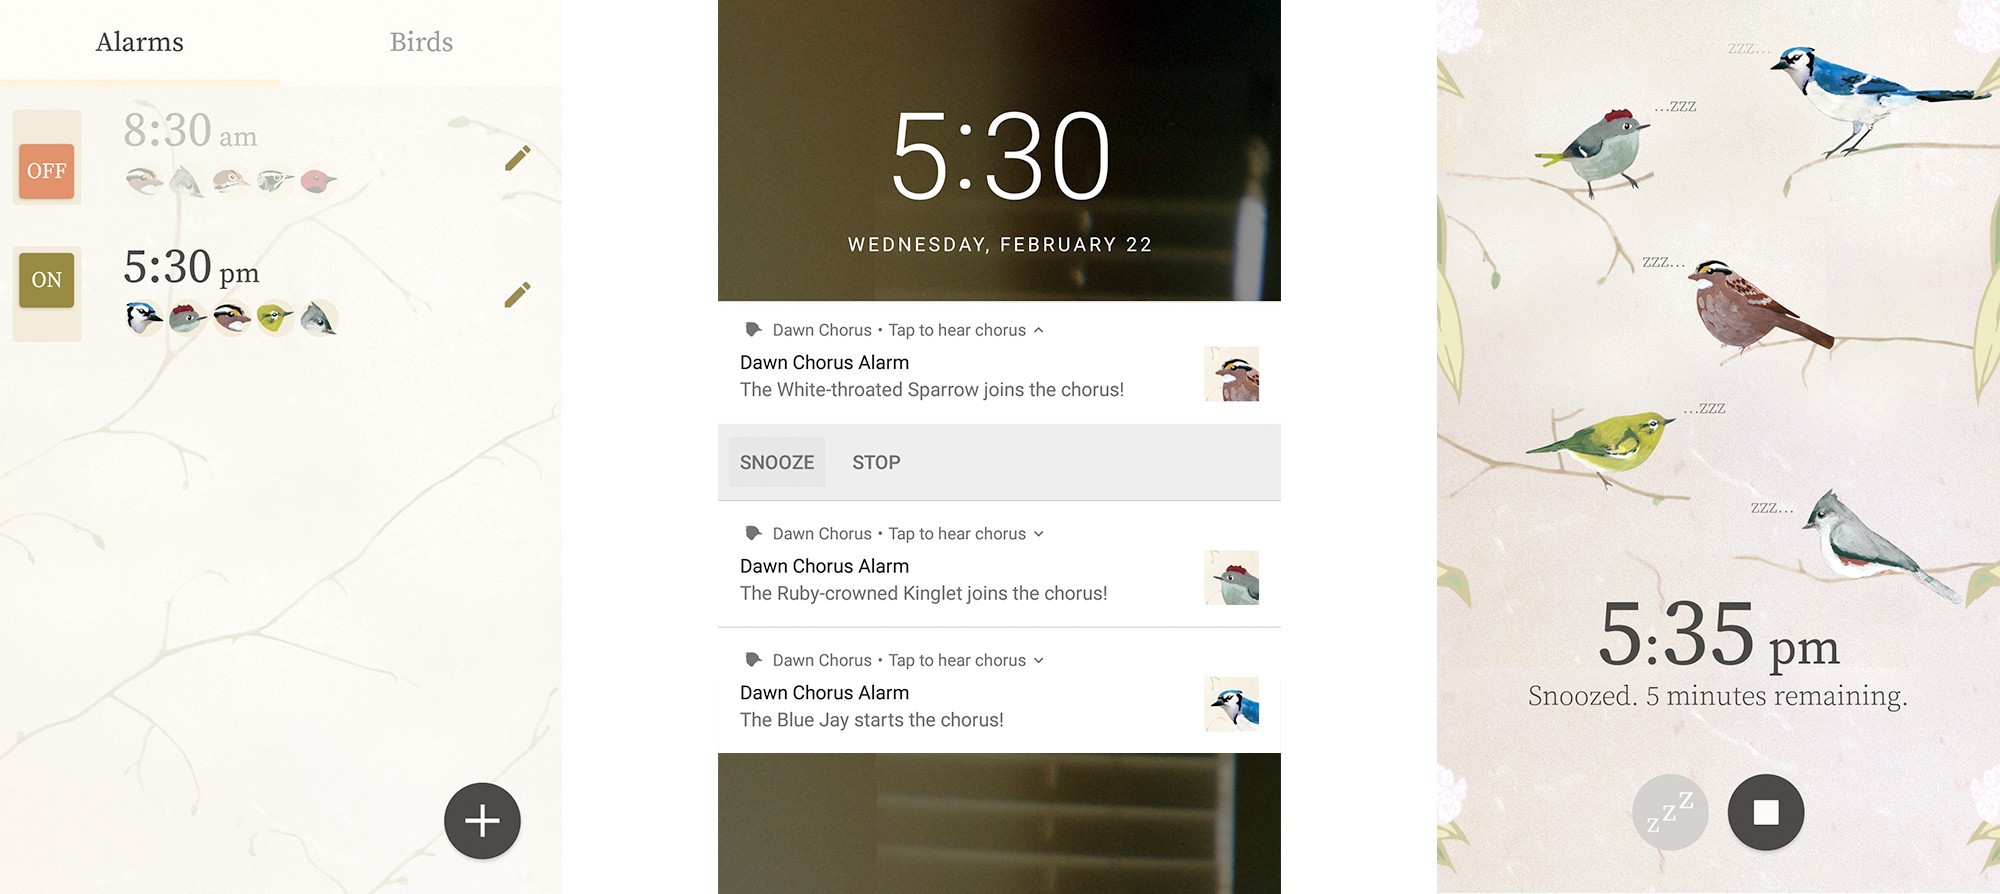 Alarms
Birds
8:30 am
OFF
5:30 pm
ON
5:30
WEDNESDAY, FEBRUARY 22
Dawn Chorus • Tap to hear chorus
Dawn Chorus Alarm
The White-throated Sparrow joins the chorus!
SNOOZE STOP
Dawn Chorus • Tap to hear chorus
Dawn Chorus Alarm
The Ruby-crowned Kinglet joins the chorus!
Dawn Chorus • Tap to hear chorus
Dawn Chorus Alarm
The Blue Jay starts the chorus!
zzz...
...zzz
zzz...
...zzz
zzz...
5:35 pm
Snoozed. 5 minutes remaining.
zzz